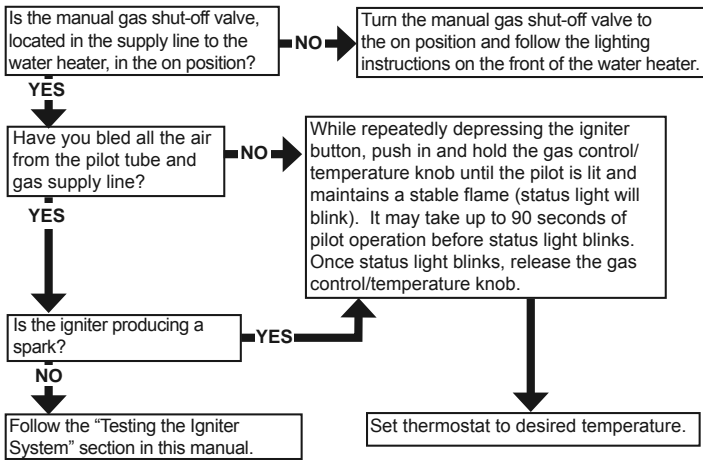 Is the manual gas shut-off valve,
located in the supply line to the
water heater, in the on position?
NO
Turn the manual gas shut-off valve to
the on position and follow the lighting
instructions on the front of the water heater.
YES
Have you bled all the air
from the pilot tube and
gas supply line?
NO
While repeatedly depressing the igniter
button, push in and hold the gas control/
temperature knob until the pilot is lit and
maintains a stable flame (status light will
blink). It may take up to 90 seconds of
pilot operation before status light blinks.
Once status light blinks, release the gas
control/temperature knob.
YES
Is the igniter producing a
spark?
YES
NO
Follow the “Testing the Igniter
System” section in this manual.
Set thermostat to desired temperature.